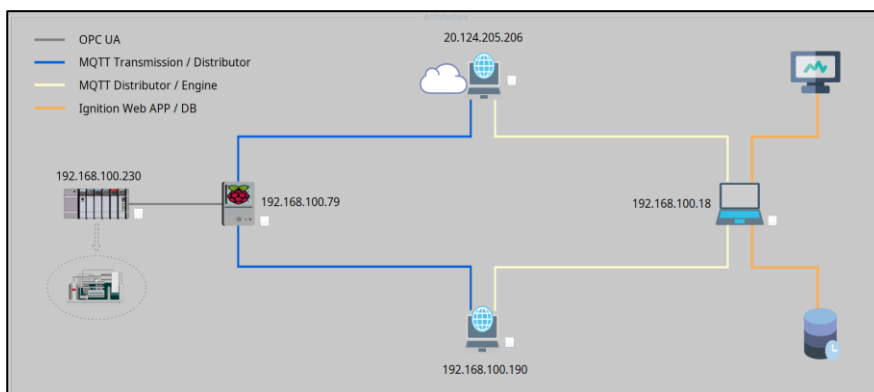 Architecture
OPC UA
MQTT Transmission / Distributor
MQTT Distributor / Engine
Ignition Web APP / DB
20.124.205.206
192.168.100.230
192.168.100.79
192.168.100.18
192.168.100.190